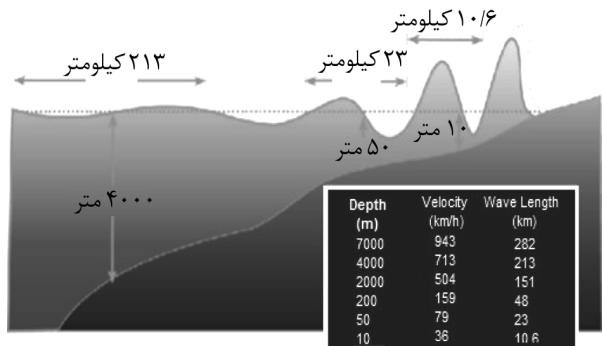 ۱۰/۶ کیلومتر
۲۱۳ کیلومتر
۲۳ کیلومتر
۱۰ متر
۵۰ متر
۴۰۰۰ متر
Depth (m) Velocity (km/h) Wave Length (km)
7000 943 282
4000 713 213
2000 504 151
200 159 48
50 79 23
10 36 10.6